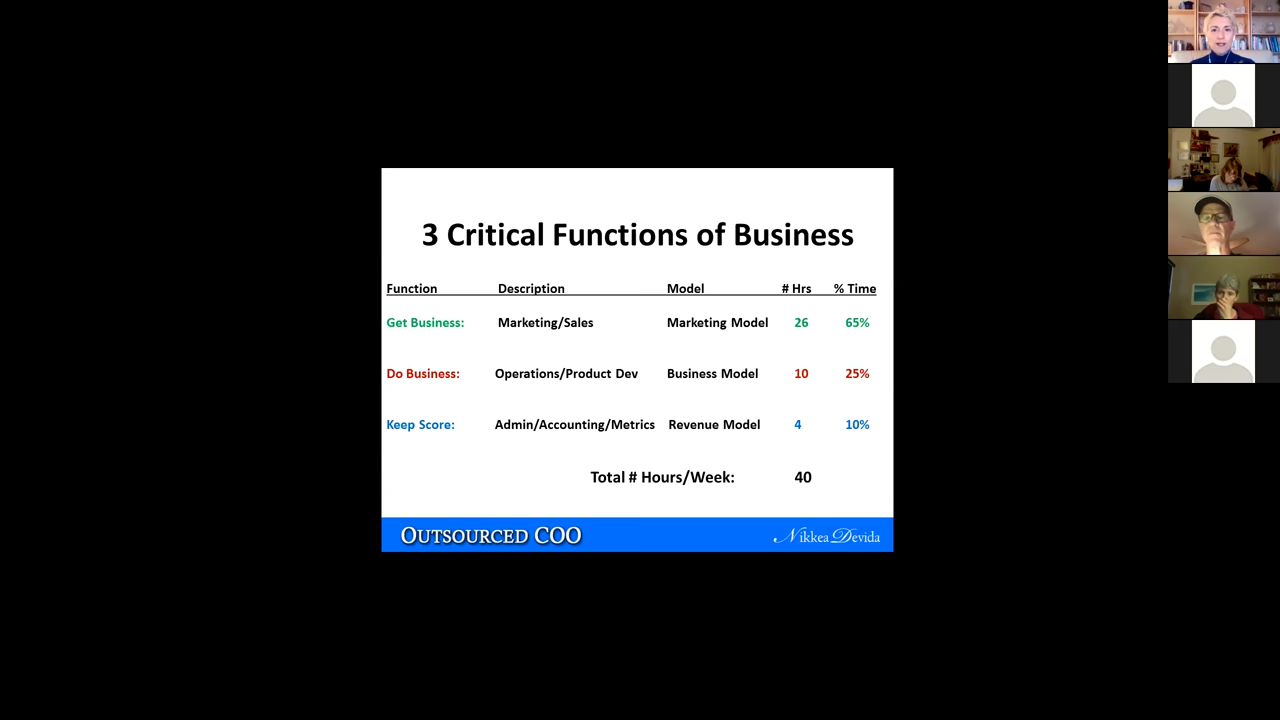 3 Critical Functions of Business
Function Description Model # Hrs % Time
Get Business: Marketing/Sales Marketing Model 26 65%
Do Business: Operations/Product Dev Business Model 10 25%
Keep Score: Admin/Accounting/Metrics Revenue Model 4 10%
Total # Hours/Week: 40
OUTSOURCED COO Nikkea Devida